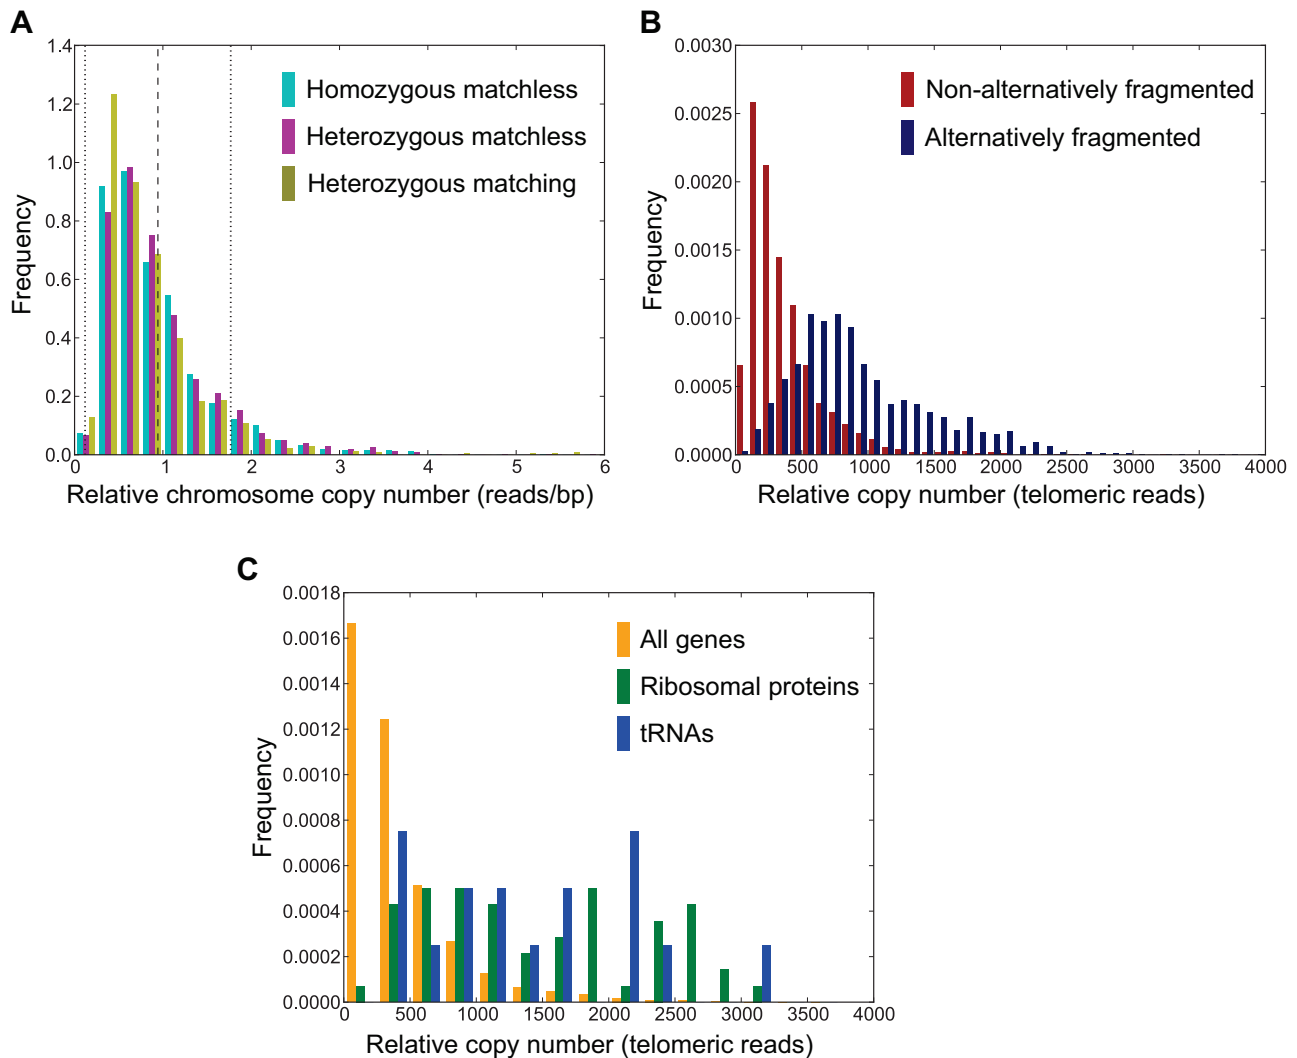 A
1.4
1.2
1.0
0.8
0.6
0.4
0.2
0.0
Frequency
Homozygous matchless
Heterozygous matchless
Heterozygous matching
0 1 2 3 4 5 6
Relative chromosome copy number (reads/bp)
B
0.0030
0.0025
0.0020
0.0015
0.0010
0.0005
0.0000
Frequency
Non-alternatively fragmented
Alternatively fragmented
0 500 1000 1500 2000 2500 3000 3500 4000
Relative copy number (telomeric reads)
C
0.0018
0.0016
0.0014
0.0012
0.0010
0.0008
0.0006
0.0004
0.0002
0.0000
Frequency
All genes
Ribosomal proteins
tRNAs
0 500 1000 1500 2000 2500 3000 3500 4000
Relative copy number (telomeric reads)